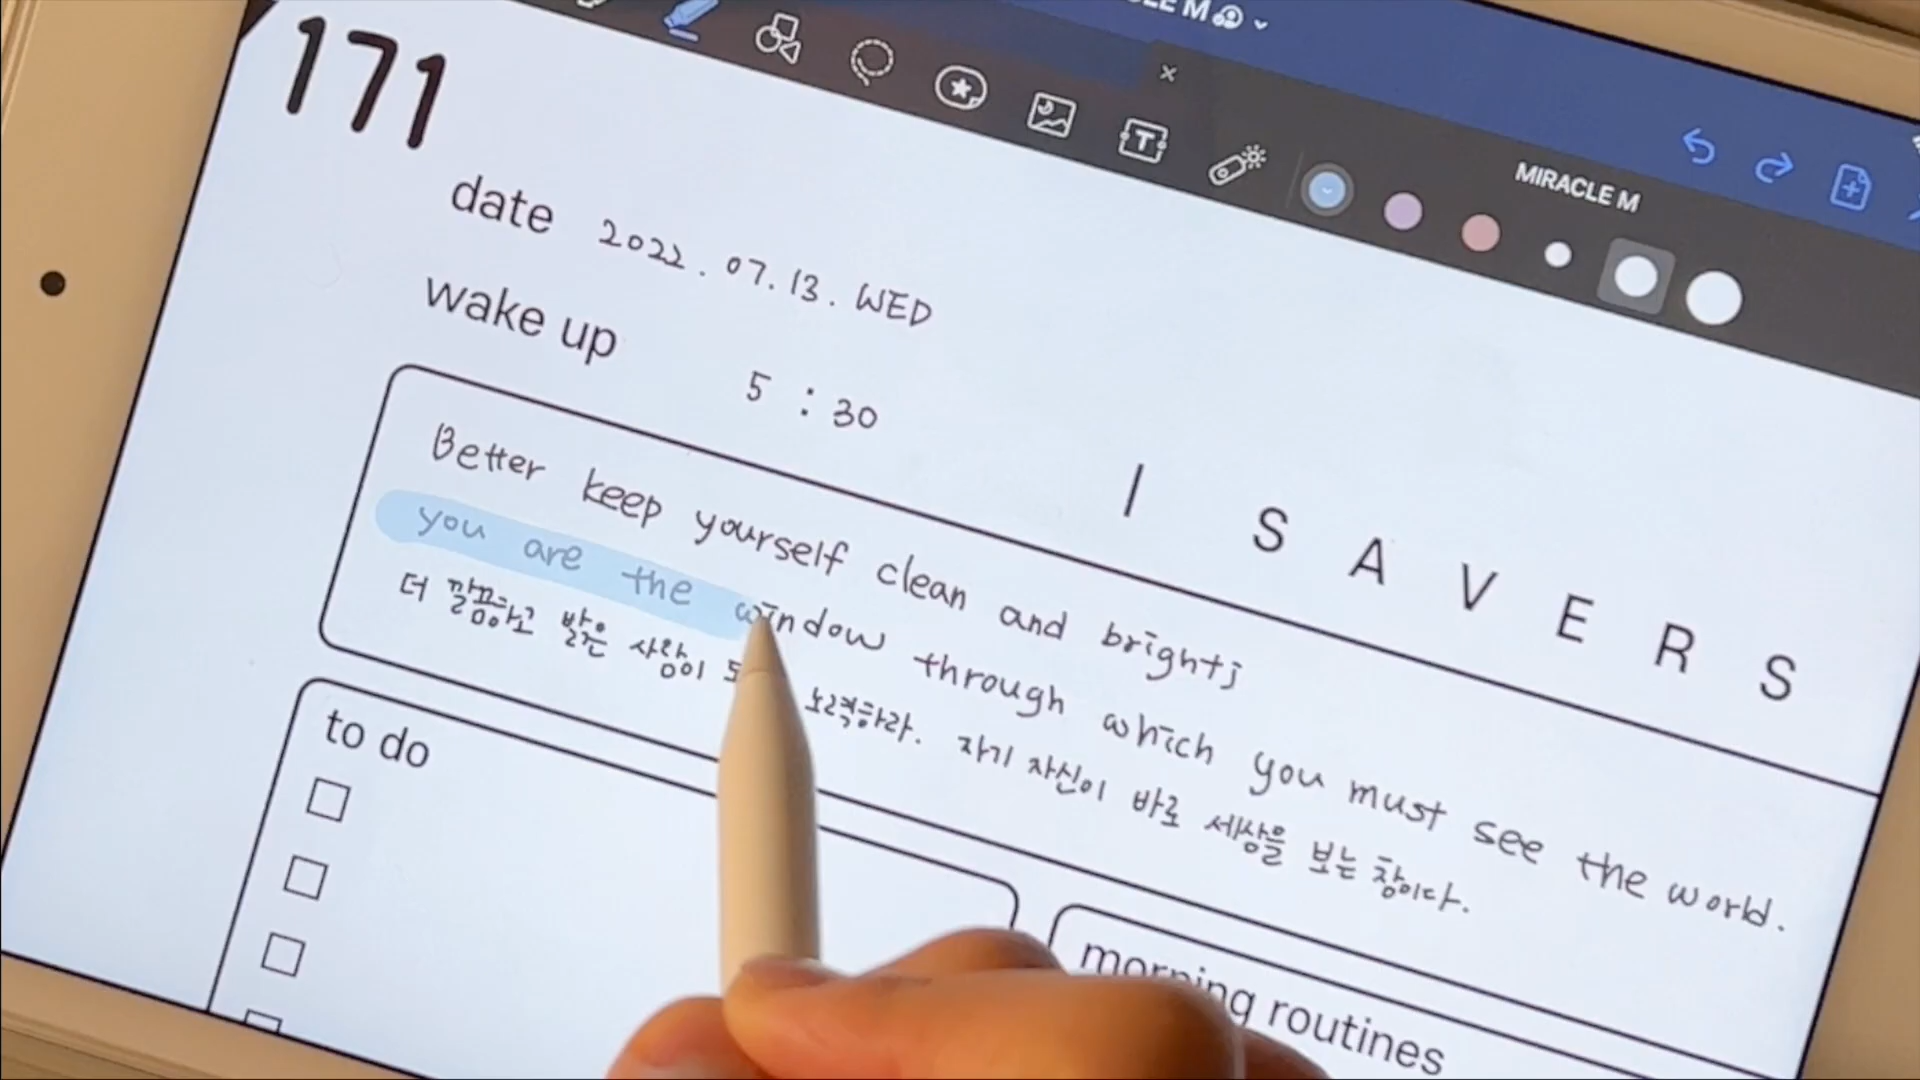 MIRACLE M
171
date 2022.07.13. WED
wake up 5 : 30
I SAVERS
Better keep yourself clean and bright;
you are the window through which you must see the world.
더 깔끔하고 밝은 사람이 노력하라. 자기 자신이 바로 세상을 보는 창이다.
to do
morning routines